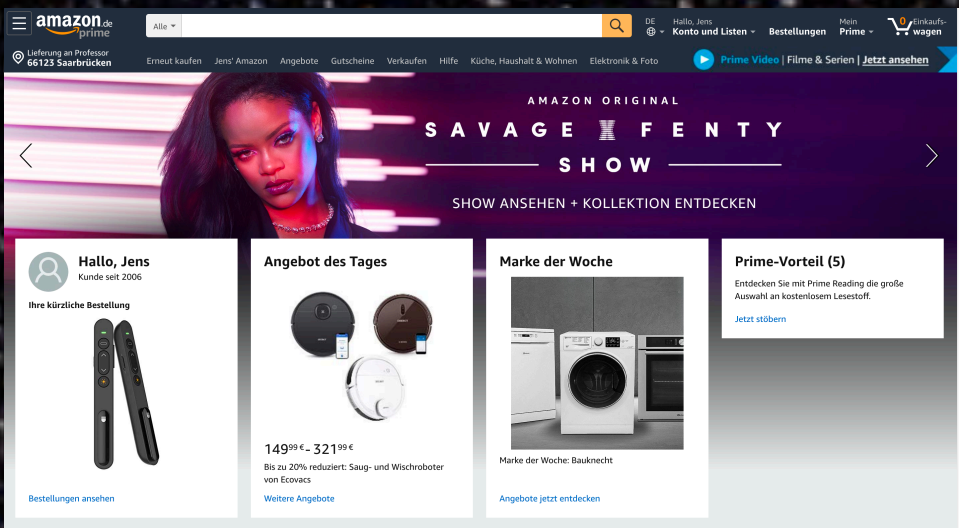 amazon.de
prime
Alle
DE
Hallo, Jens
Konto und Listen
Bestellungen
Mein
Prime
0
Einkaufs-
wagen
Lieferung an Professor
66123 Saarbrücken
Erneut kaufen Jens' Amazon Angebote Gutscheine Verkaufen Hilfe Küche, Haushalt & Wohnen Elektronik & Foto
Prime Video | Filme & Serien | Jetzt ansehen
AMAZON ORIGINAL
SAVAGE X FENTY
SHOW
SHOW ANSEHEN + KOLLEKTION ENTDECKEN
Hallo, Jens
Kunde seit 2006
Ihre kürzliche Bestellung
Bestellungen ansehen
Angebot des Tages
149⁹⁹ € - 321⁹⁹ €
Bis zu 20% reduziert: Saug- und Wischroboter
von Ecovacs
Weitere Angebote
Marke der Woche
Marke der Woche: Bauknecht
Angebote jetzt entdecken
Prime-Vorteil (5)
Entdecken Sie mit Prime Reading die große
Auswahl an kostenlosem Lesestoff.
Jetzt stöbern